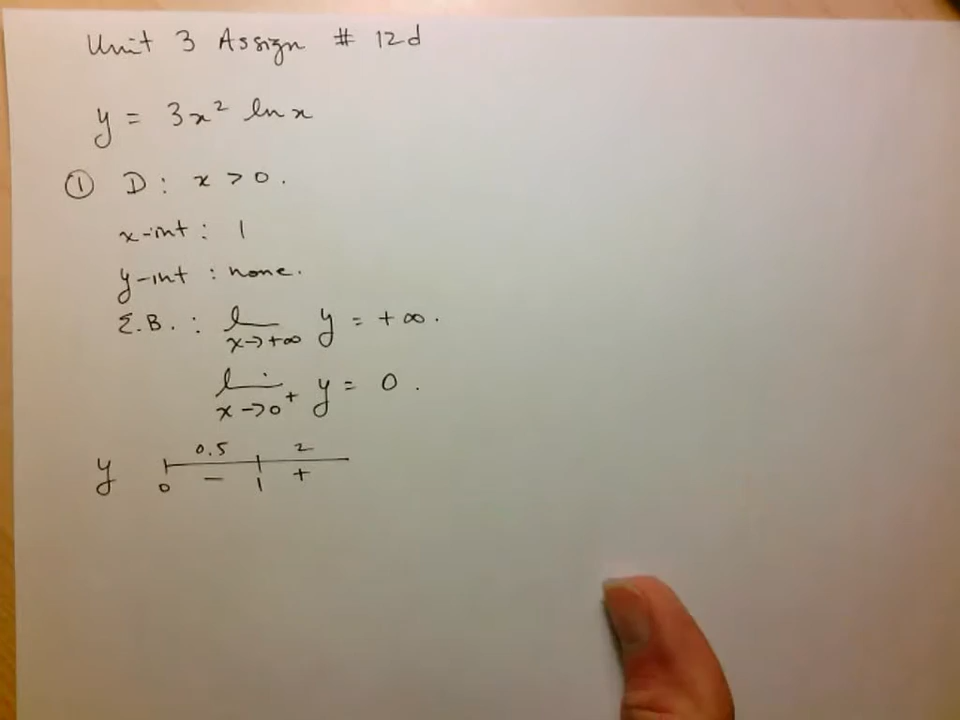 Unit 3 Assign # 12d
y = 3x² ln x
① D : x > 0 .
x-int : 1
y-int : none.
E.B. : lim x→+∞ y = +∞ .
lim x→0⁺ y = 0 .
0.5 2
y − +
0 1